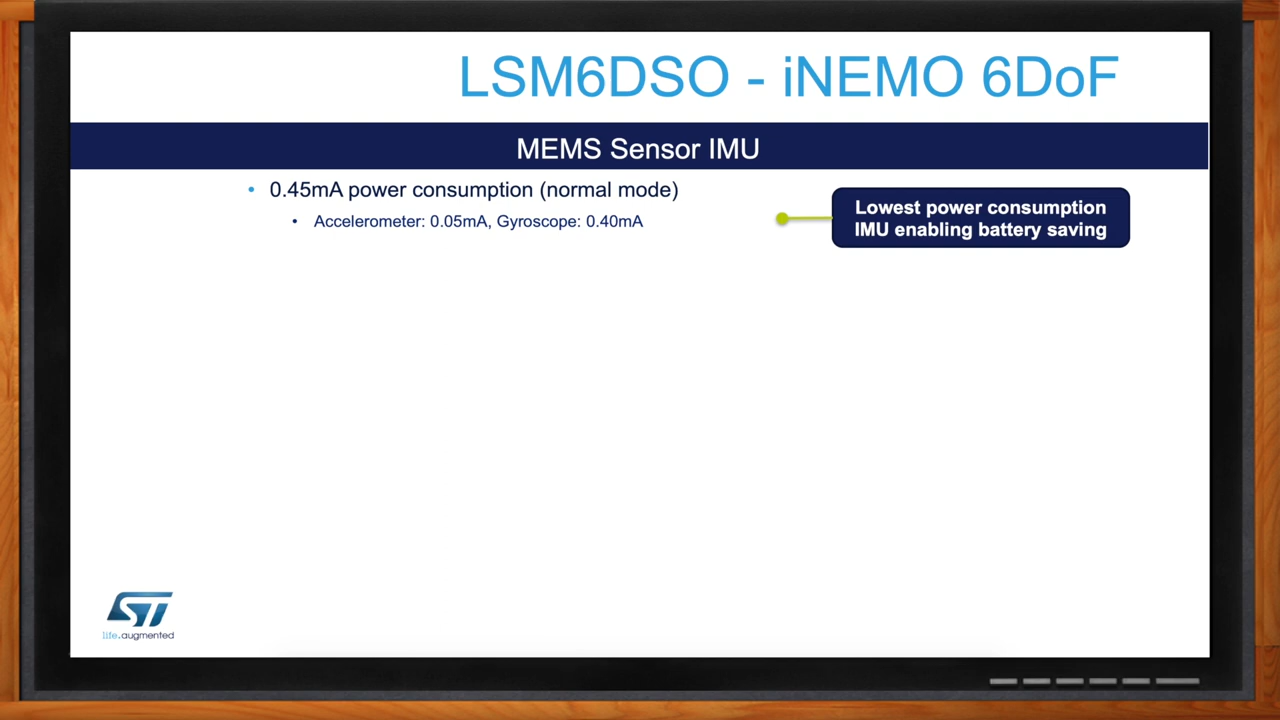 LSM6DSO - iNEMO 6DoF
MEMS Sensor IMU
• 0.45mA power consumption (normal mode)
• Accelerometer: 0.05mA, Gyroscope: 0.40mA
Lowest power consumption
IMU enabling battery saving
ST
life.augmented